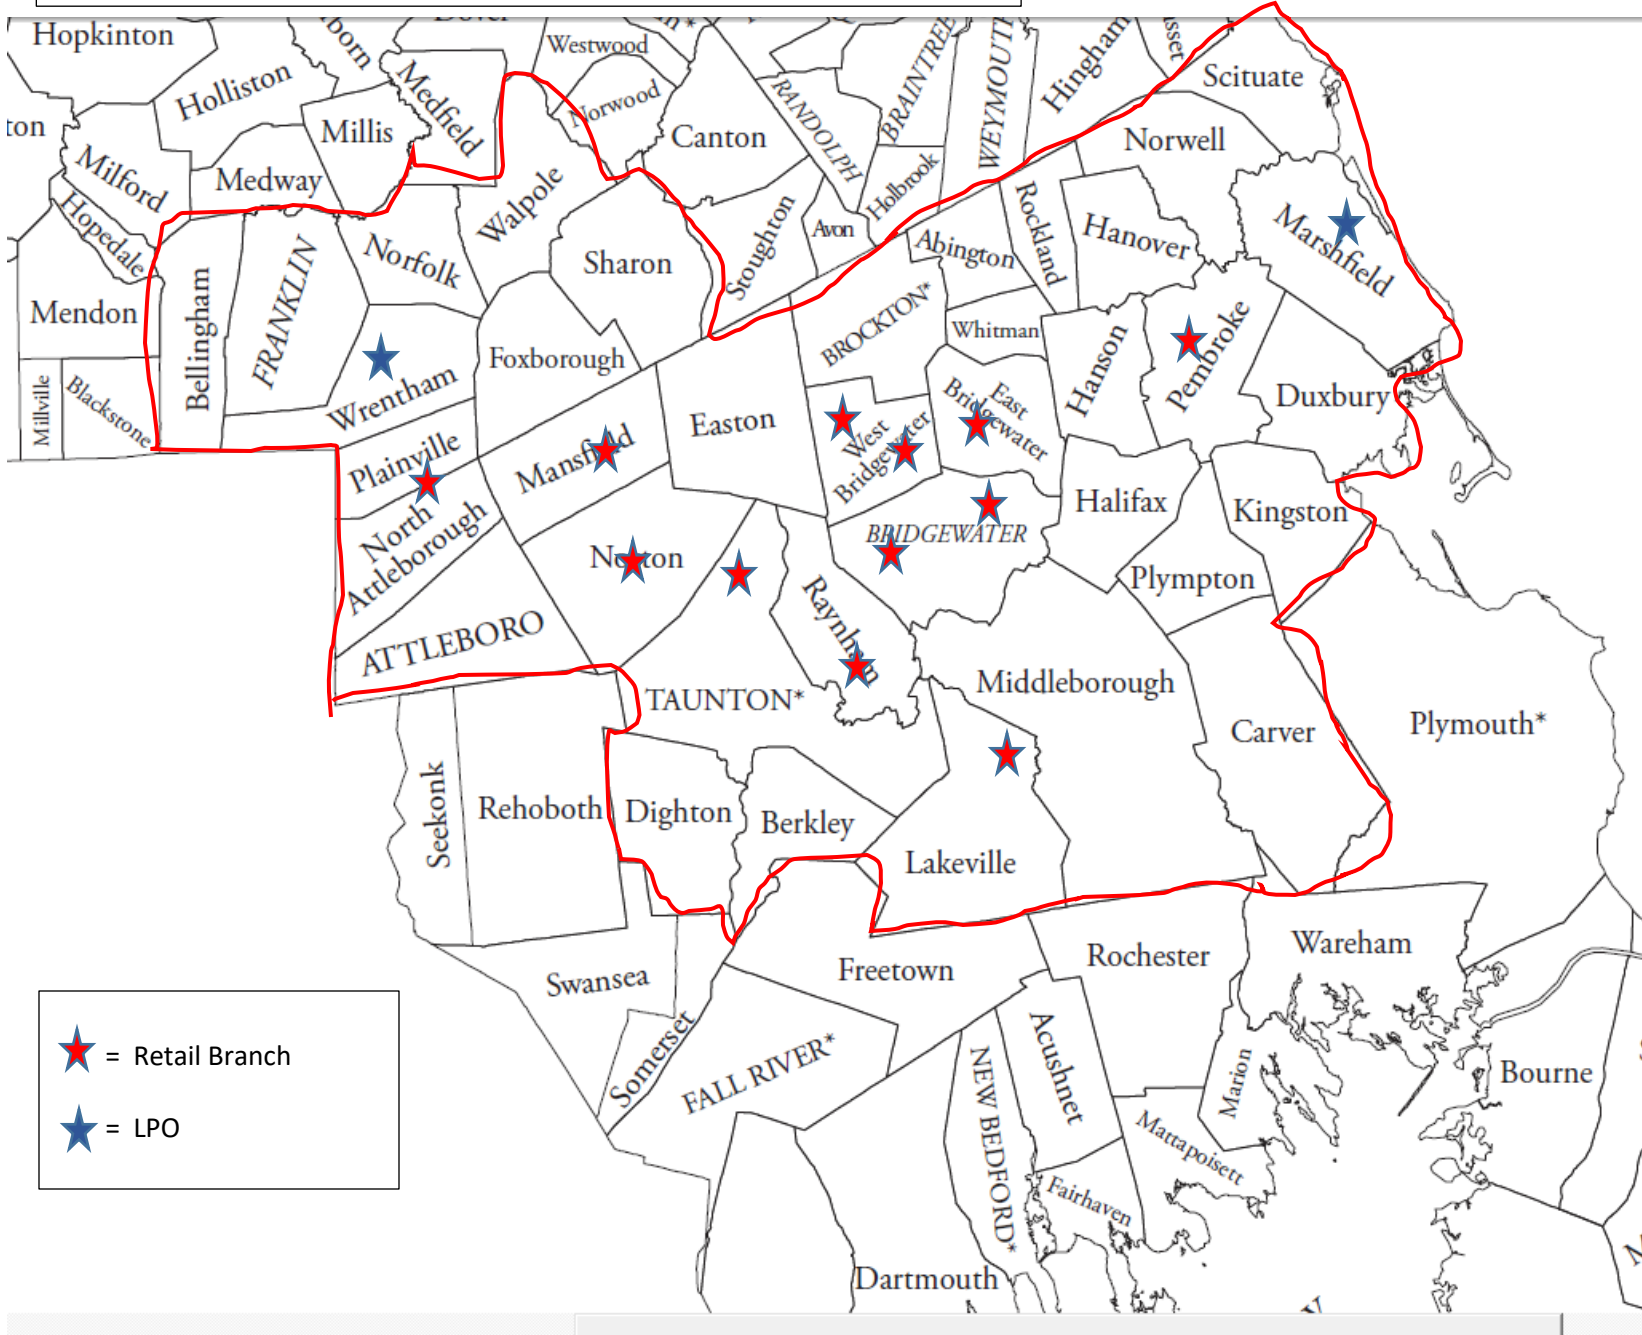 Hopkinton
Holliston
Medfield
Westwood
Norwood
Canton
RANDOLPH
BRAINTREE
WEYMOUTH
Hingham
Scituate
Milford
Medway
Millis
Walpole
Sharon
Stoughton
Avon
Holbrook
Abington
Rockland
Hanover
Norwell
Marshfield
Hopedale
Mendon
Millville
Blackstone
Bellingham
FRANKLIN
Norfolk
Wrentham
Foxborough
BROCKTON*
Whitman
Hanson
Pembroke
Duxbury
Plainville
Mansfield
Easton
West
Bridgewater
East
Bridgewater
Halifax
Kingston
North
Attleborough
ATTLEBORO
Norton
Raynham
BRIDGEWATER
Plympton
TAUNTON*
Middleborough
Carver
Plymouth*
Seekonk
Rehoboth
Dighton
Berkley
Lakeville
Swansea
Somerset
Freetown
Rochester
Wareham
FALL RIVER*
NEW BEDFORD*
Acushnet
Marion
Mattapoisett
Fairhaven
Bourne
Dartmouth
= Retail Branch
= LPO